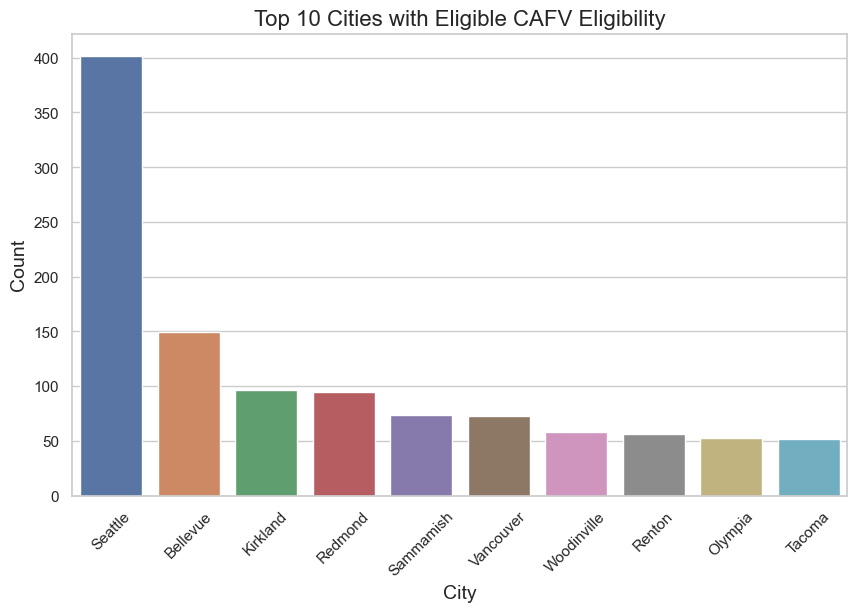 Top 10 Cities with Eligible CAFV Eligibility
Count
400
350
300
250
200
150
100
50
0
Seattle
Bellevue
Kirkland
Redmond
Sammamish
Vancouver
Woodinville
Renton
Olympia
Tacoma
City